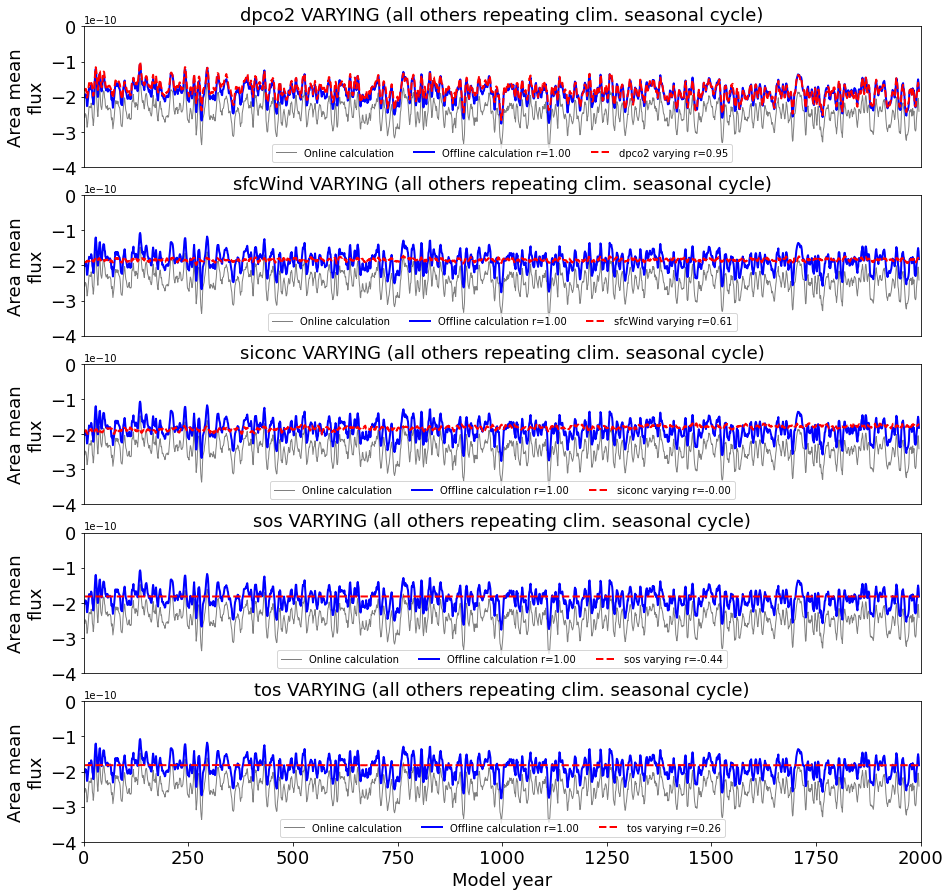 dpco2 VARYING (all others repeating clim. seasonal cycle)
1e−10
0
−1
−2
−3
−4
Area mean
flux
Online calculation
Offline calculation r=1.00
dpco2 varying r=0.95
sfcWind VARYING (all others repeating clim. seasonal cycle)
1e−10
0
−1
−2
−3
−4
Area mean
flux
Online calculation
Offline calculation r=1.00
sfcWind varying r=0.61
siconc VARYING (all others repeating clim. seasonal cycle)
1e−10
0
−1
−2
−3
−4
Area mean
flux
Online calculation
Offline calculation r=1.00
siconc varying r=-0.00
sos VARYING (all others repeating clim. seasonal cycle)
1e−10
0
−1
−2
−3
−4
Area mean
flux
Online calculation
Offline calculation r=1.00
sos varying r=-0.44
tos VARYING (all others repeating clim. seasonal cycle)
1e−10
0
−1
−2
−3
−4
Area mean
flux
Online calculation
Offline calculation r=1.00
tos varying r=0.26
0 250 500 750 1000 1250 1500 1750 2000
Model year